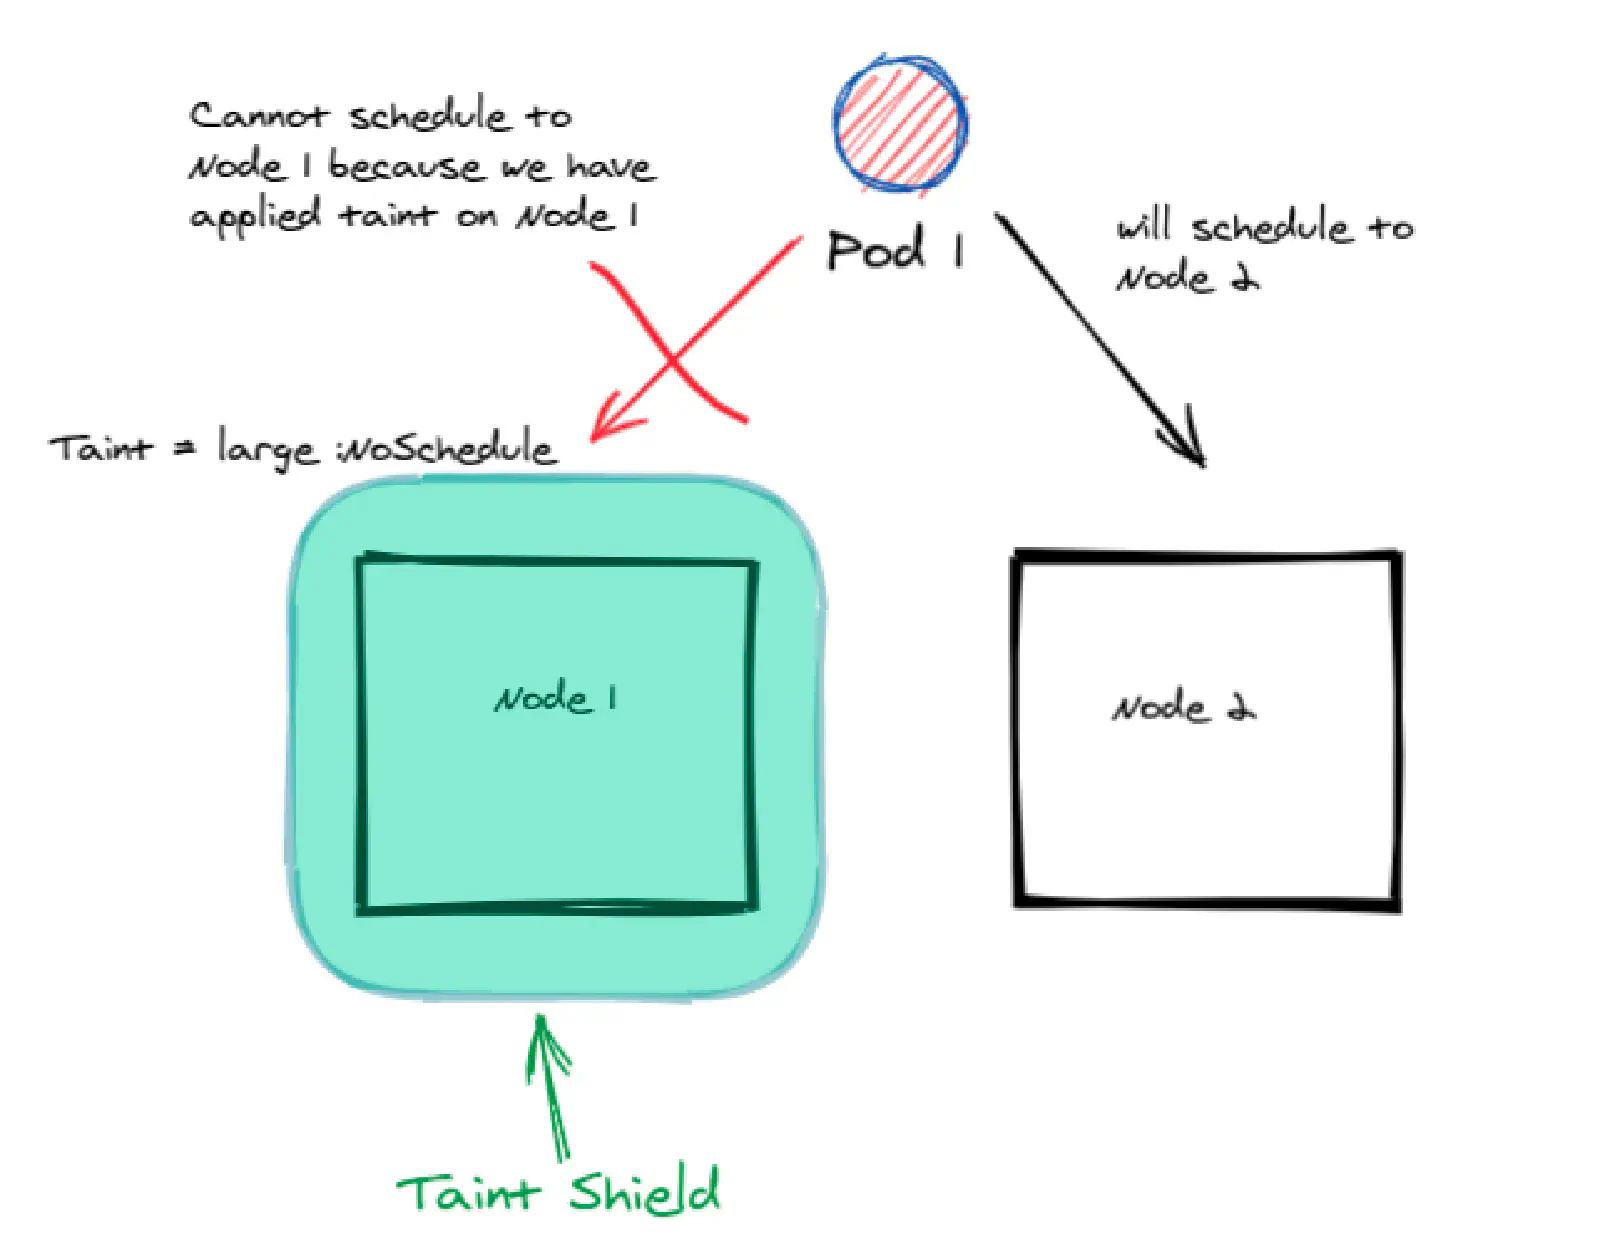 Cannot schedule to
Node 1 because we have
applied taint on Node 1
Pod 1
will schedule to
Node 2
Taint = large :NoSchedule
Node 1
Node 2
Taint Shield